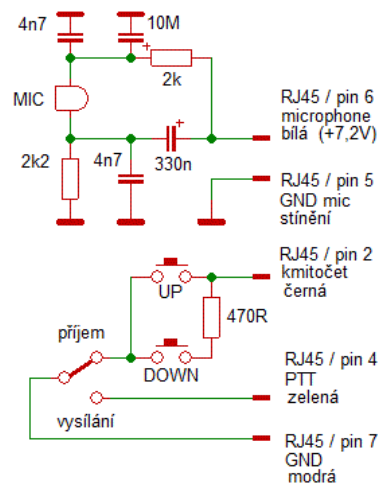 4n7
10M
+
2k
MIC
RJ45 / pin 6
microphone
bílá (+7,2V)
+
2k2
4n7
330n
RJ45 / pin 5
GND mic
stínění
RJ45 / pin 2
kmitočet
černá
UP
470R
příjem
DOWN
RJ45 / pin 4
PTT
zelená
vysílání
RJ45 / pin 7
GND
modrá